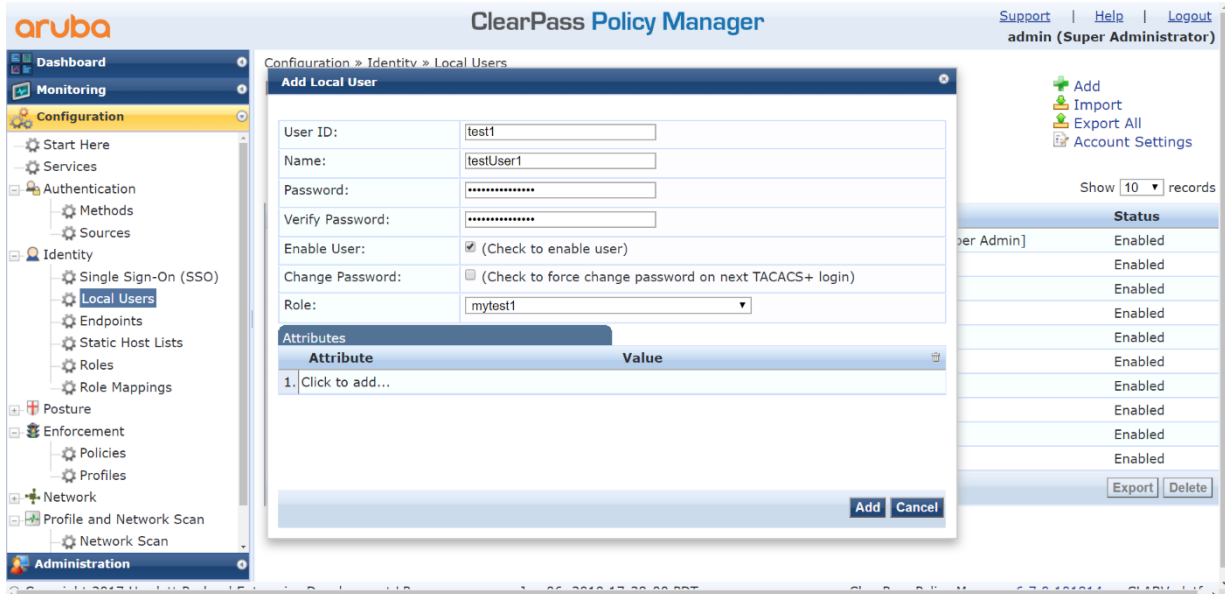 aruba
ClearPass Policy Manager
Support | Help | Logout
admin (Super Administrator)
Dashboard
Monitoring
Configuration
Start Here
Services
Authentication
Methods
Sources
Identity
Single Sign-On (SSO)
Local Users
Endpoints
Static Host Lists
Roles
Role Mappings
Posture
Enforcement
Policies
Profiles
Network
Profile and Network Scan
Network Scan
Administration
Configuration » Identity » Local Users
Add
Import
Export All
Account Settings
Show 10 records
Add Local User
User ID: test1
Name: testUser1
Password: •••••••••••••••
Verify Password: •••••••••••••••
Enable User: (Check to enable user)
Change Password: (Check to force change password on next TACACS+ login)
Role: mytest1
Attributes
Attribute Value
1. Click to add...
Add Cancel
Status
Admin] Enabled
Enabled
Enabled
Enabled
Enabled
Enabled
Enabled
Enabled
Enabled
Enabled
Export Delete